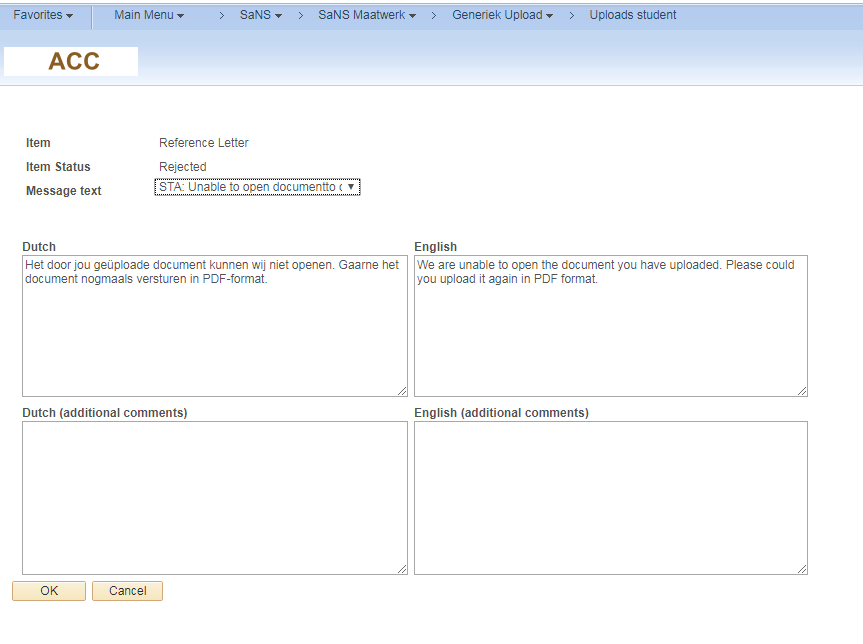 Favorites Main Menu > SaNS > SaNS Maatwerk > Generiek Upload > Uploads student
ACC
Item Reference Letter
Item Status Rejected
Message text STA: Unable to open documentto
Dutch English
Het door jou geüploade document kunnen wij niet openen. Gaarne het
document nogmaals versturen in PDF-format.
We are unable to open the document you have uploaded. Please could
you upload it again in PDF format.
Dutch (additional comments) English (additional comments)
OK Cancel